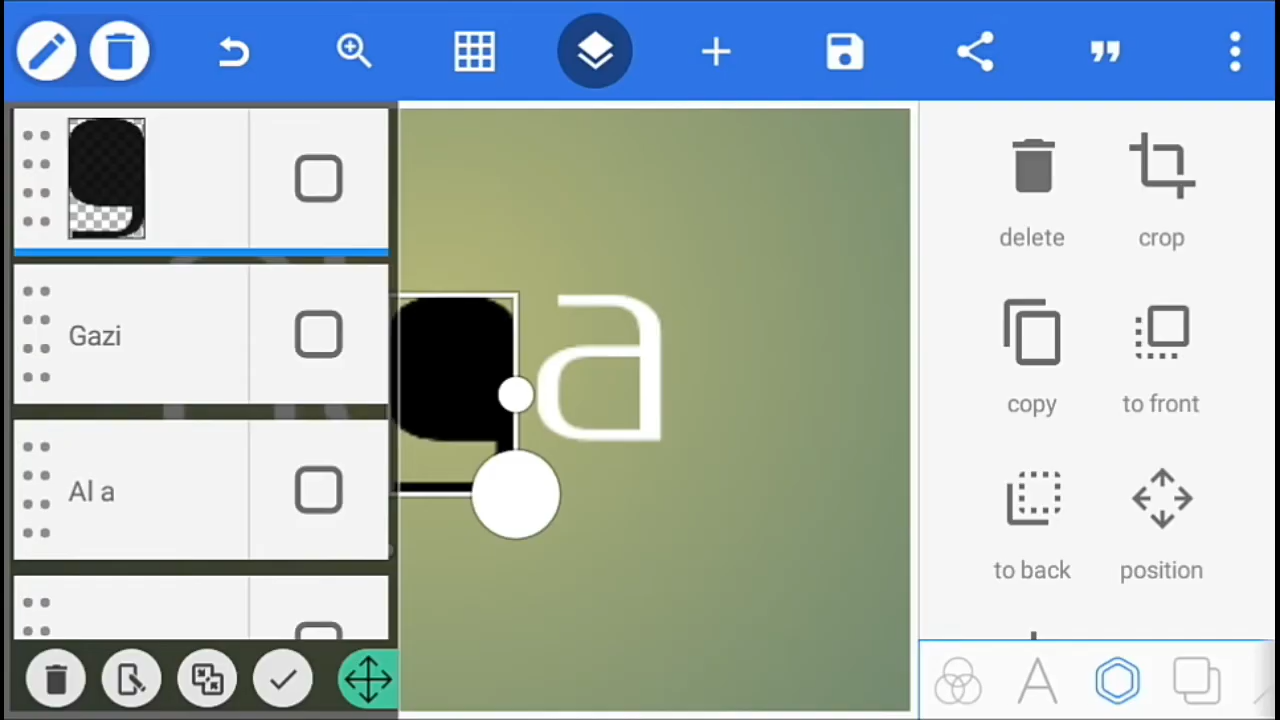 Gazi
Al a
a
delete
crop
copy
to front
to back
position